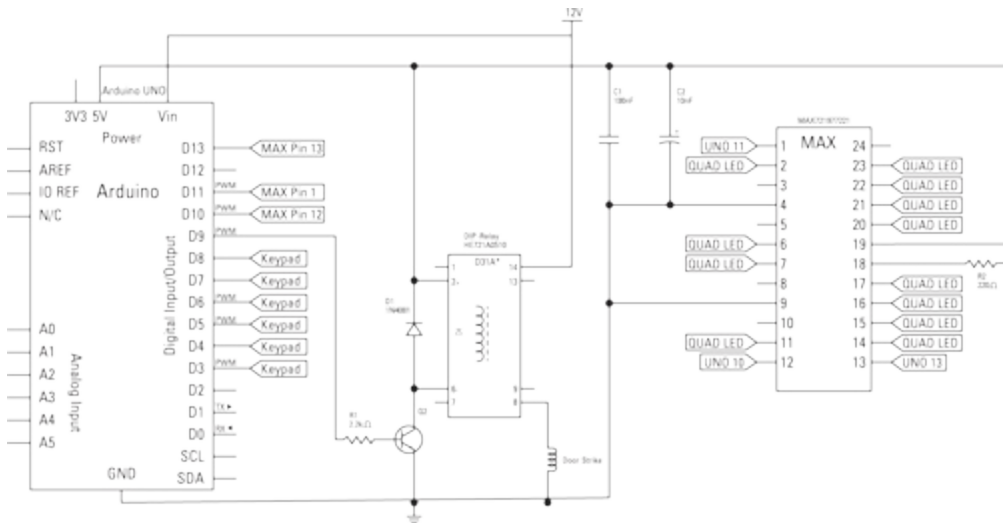 12V
Arduino UNO
3V3 5V Vin
Power
Arduino
RST
AREF
IO REF
N/C
A0
A1
A2
A3
A4
A5
Analog Input
Digital Input/Output
D13 MAX Pin 13
D12
D11 PWM MAX Pin 1
D10 PWM MAX Pin 12
D9 PWM
D8 Keypad
D7 Keypad
D6 PWM Keypad
D5 PWM Keypad
D4 Keypad
D3 PWM Keypad
D2
D1 TX
D0 RX
SCL
SDA
GND
R1
2.2kΩ
D1
Q2
DIP Relay
D31A*
1
2
6
7
14
13
9
8
Door Strike
C1
100nF
C2
10nF
MAX
UNO 11 1
QUAD LED 2
3
4
5
QUAD LED 6
QUAD LED 7
8
9
10
QUAD LED 11
UNO 10 12
24
23 QUAD LED
22 QUAD LED
21 QUAD LED
20 QUAD LED
19
18
17 QUAD LED
16 QUAD LED
15 QUAD LED
14 QUAD LED
13 UNO 13
R2
220Ω